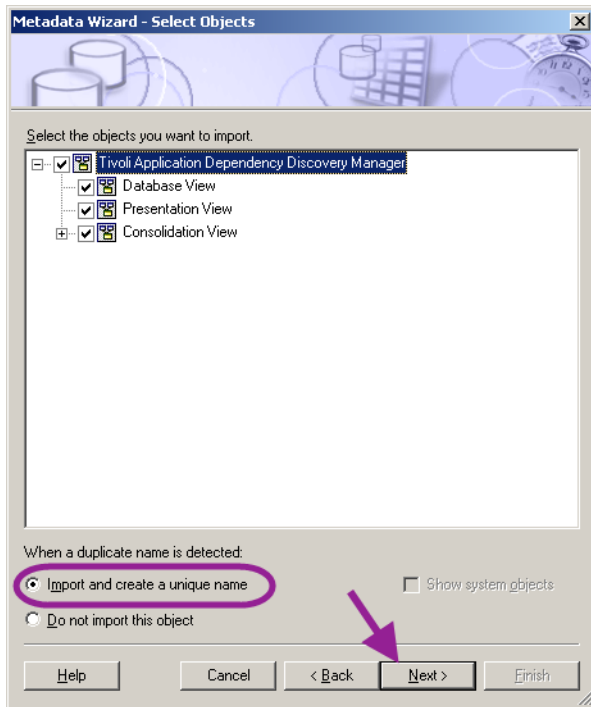 Metadata Wizard - Select Objects
Select the objects you want to import.
Tivoli Application Dependency Discovery Manager
Database View
Presentation View
Consolidation View
When a duplicate name is detected:
Import and create a unique name
Show system objects
Do not import this object
Help Cancel < Back Next > Finish